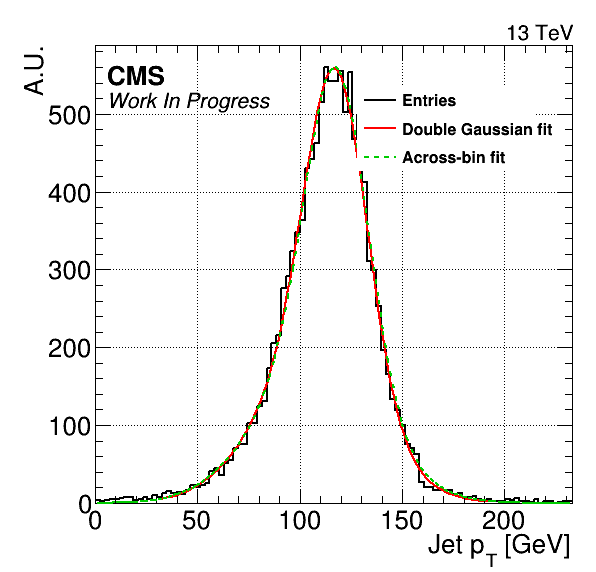 13 TeV
A.U.
CMS
Work In Progress
Entries
Double Gaussian fit
Across-bin fit
500
400
300
200
100
0
0 50 100 150 200
Jet p_T [GeV]